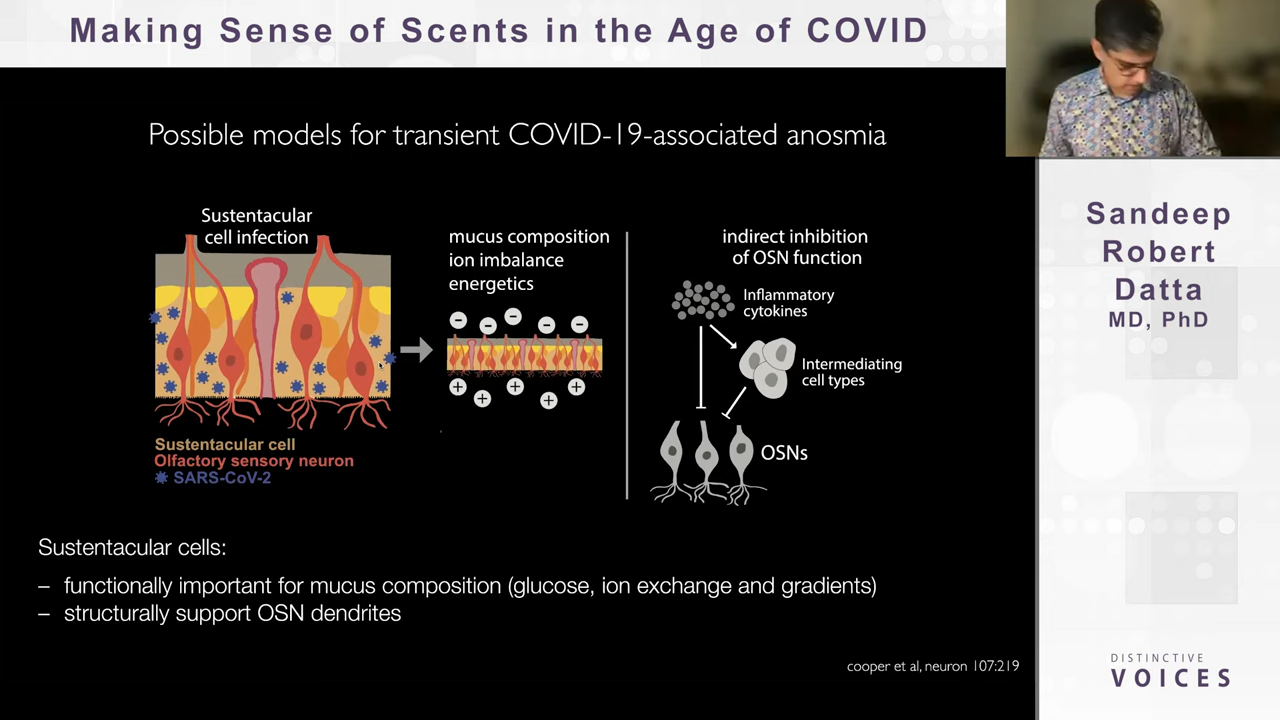 Making Sense of Scents in the Age of COVID
Possible models for transient COVID-19-associated anosmia
Sustentacular
cell infection
mucus composition
ion imbalance
energetics
indirect inhibition
of OSN function
Inflammatory
cytokines
Intermediating
cell types
OSNs
Sustentacular cell
Olfactory sensory neuron
SARS-CoV-2
Sustentacular cells:
– functionally important for mucus composition (glucose, ion exchange and gradients)
– structurally support OSN dendrites
cooper et al, neuron 107:219
Sandeep
Robert
Datta
MD, PhD
DISTINCTIVE
VOICES